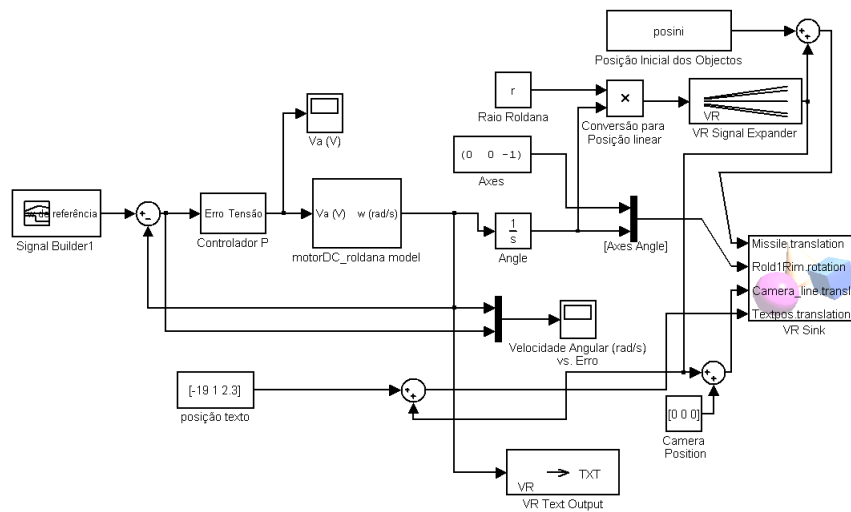 posini
Posição Inicial dos Objectos
r
Raio Roldana
×
Conversão para
Posição linear
VR
VR Signal Expander
Va (V)
(0 0 -1)
Axes
de referência
Signal Builder1
Erro Tensão
Controlador P
Va (V) w (rad/s)
motorDC_roldana model
1
s
Angle
[Axes Angle]
Missile.translation
Rold1Rim.rotation
Camera_line.transl
Textpos.translation
VR Sink
Velocidade Angular (rad/s)
vs. Erro
[-19 1 2.3]
posição texto
[0 0 0]
Camera
Position
VR
TXT
VR Text Output